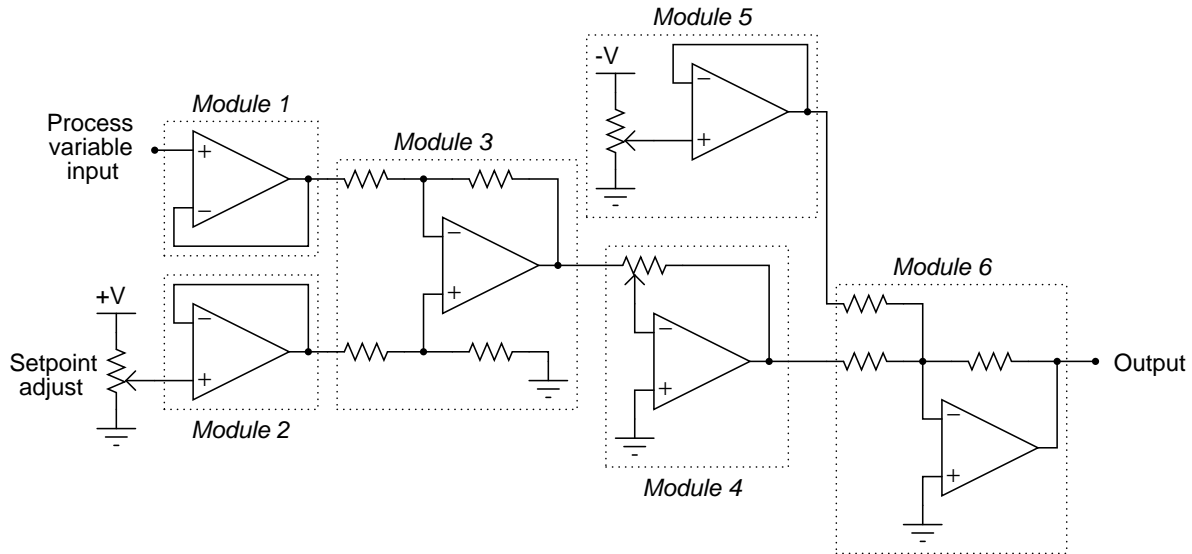 Module 5
-V
−
+
Module 1
Process
variable
input
+
−
Module 3
−
+
Module 6
+V
Setpoint
adjust
−
+
Module 2
−
+
Module 4
Output
−
+